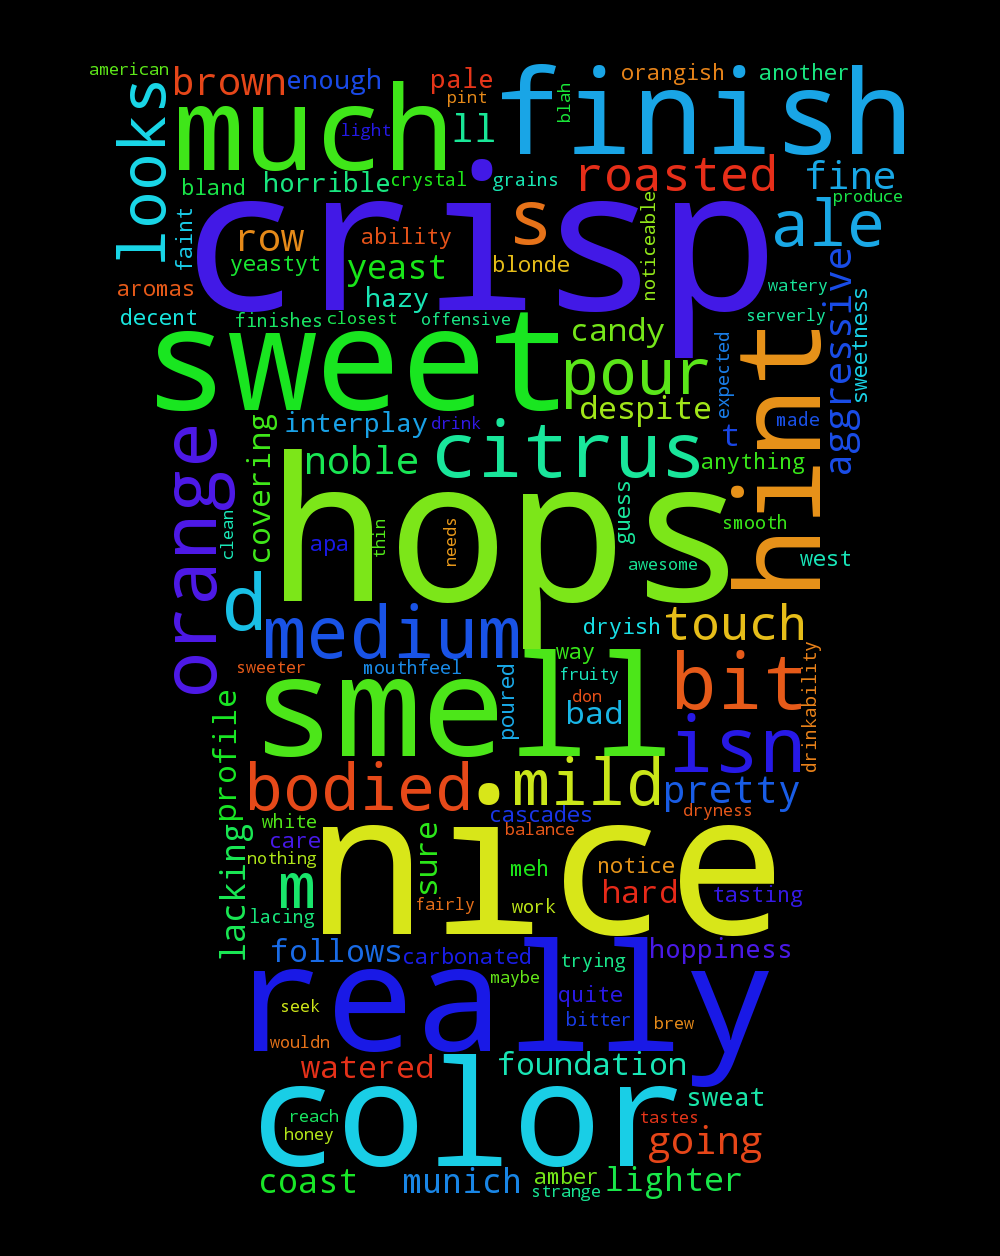 american
brown
enough
pale
orangish
another
finish
looks
much
light
pint
ll
blah
bland
horrible
crystal
grains
roasted
fine
produce
crisp
s
ale
faint
row
ability
noticeable
yeastyt
yeast
blonde
aromas
hazy
watery
decent
finishes
closest
offensive
serverly
aggressive
sweetness
sweet
candy
pour
expected
hint
despite
orange
covering
interplay
drink
citrus
t
made
noble
anything
hops
clean
apa
thin
needs
guess
smooth
awesome
west
d
medium
dryish
touch
sweeter
mouthfeel
way
fruity
don
bad
poured
smell
bit
drinkability
isn
profile
bodied
mild
pretty
cascades
dryness
white
balance
care
nothing
lacking
m
sure
nice
meh
notice
hard
tasting
lacing
fairly
work
follows
carbonated
trying
hoppiness
maybe
really
seek
quite
bitter
brew
wouldn
watered
foundation
color
sweat
reach
honey
tastes
going
coast
munich
amber
strange
lighter